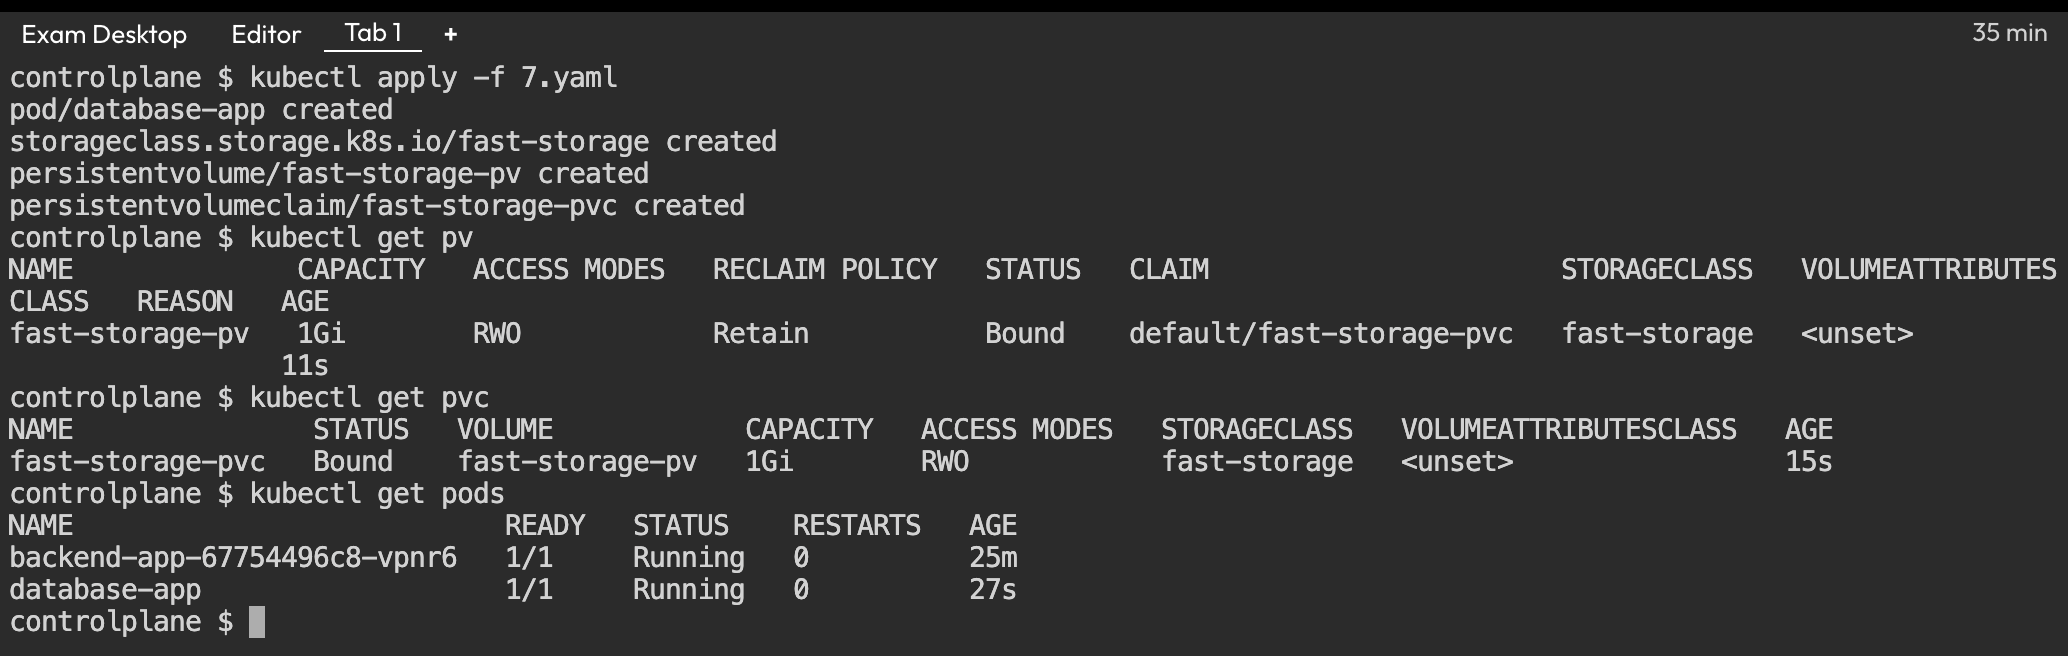 Exam Desktop Editor Tab 1 + 35 min
controlplane $ kubectl apply -f 7.yaml
pod/database-app created
storageclass.storage.k8s.io/fast-storage created
persistentvolume/fast-storage-pv created
persistentvolumeclaim/fast-storage-pvc created
controlplane $ kubectl get pv
NAME              CAPACITY   ACCESS MODES   RECLAIM POLICY   STATUS   CLAIM                      STORAGECLASS   VOLUMEATTRIBUTES
CLASS   REASON   AGE
fast-storage-pv   1Gi        RWO            Retain           Bound    default/fast-storage-pvc   fast-storage   <unset>
                 11s
controlplane $ kubectl get pvc
NAME               STATUS   VOLUME            CAPACITY   ACCESS MODES   STORAGECLASS   VOLUMEATTRIBUTESCLASS   AGE
fast-storage-pvc   Bound    fast-storage-pv   1Gi        RWO            fast-storage   <unset>                 15s
controlplane $ kubectl get pods
NAME                           READY   STATUS    RESTARTS   AGE
backend-app-67754496c8-vpnr6   1/1     Running   0          25m
database-app                   1/1     Running   0          27s
controlplane $